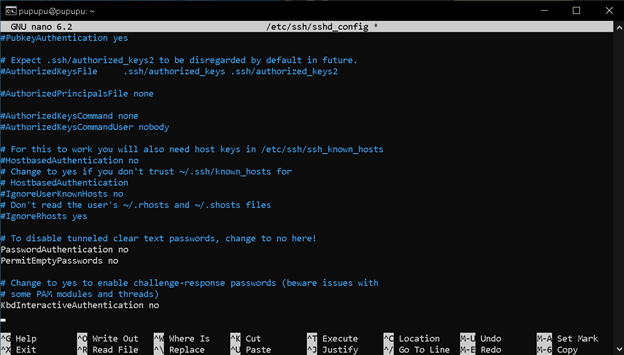 pupupu@pupupu: ~
GNU nano 6.2 /etc/ssh/sshd_config *
#PubkeyAuthentication yes
# Expect .ssh/authorized_keys2 to be disregarded by default in future.
#AuthorizedKeysFile .ssh/authorized_keys .ssh/authorized_keys2
#AuthorizedPrincipalsFile none
#AuthorizedKeysCommand none
#AuthorizedKeysCommandUser nobody
# For this to work you will also need host keys in /etc/ssh/ssh_known_hosts
#HostbasedAuthentication no
# Change to yes if you don't trust ~/.ssh/known_hosts for
# HostbasedAuthentication
#IgnoreUserKnownHosts no
# Don't read the user's ~/.rhosts and ~/.shosts files
#IgnoreRhosts yes
# To disable tunneled clear text passwords, change to no here!
PasswordAuthentication no
PermitEmptyPasswords no
# Change to yes to enable challenge-response passwords (beware issues with
# some PAM modules and threads)
KbdInteractiveAuthentication no
^G Help ^O Write Out ^W Where Is ^K Cut ^T Execute ^C Location M-U Undo M-A Set Mark
^X Exit ^R Read File ^\ Replace ^U Paste ^J Justify ^/ Go To Line M-E Redo M-6 Copy